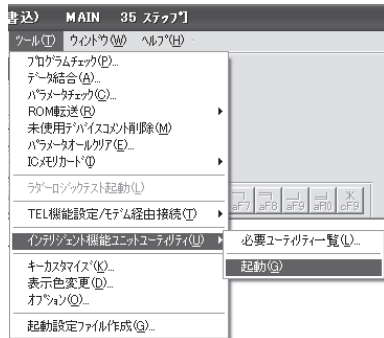 書込)　MAIN　35 ステップ*]
ツール(T)　ウィンドウ(W)　ヘルプ(H)
プログラムチェック(P)...
データ結合(A)...
パラメータチェック(C)...
ROM転送(R)
未使用デバイスコメント削除(M)
パラメータオールクリア(E)...
ICメモリカード(I)
ラダーロジックテスト起動(L)
TEL機能設定/モデム経由接続(T)
インテリジェント機能ユニットユーティリティ(U)
必要ユーティリティ一覧(L)...
起動(G)
キーカスタマイズ(K)...
表示色変更(D)...
オプション(O)...
起動設定ファイル作成(G)...
aF7 aF8 aF9 aF10 cF9